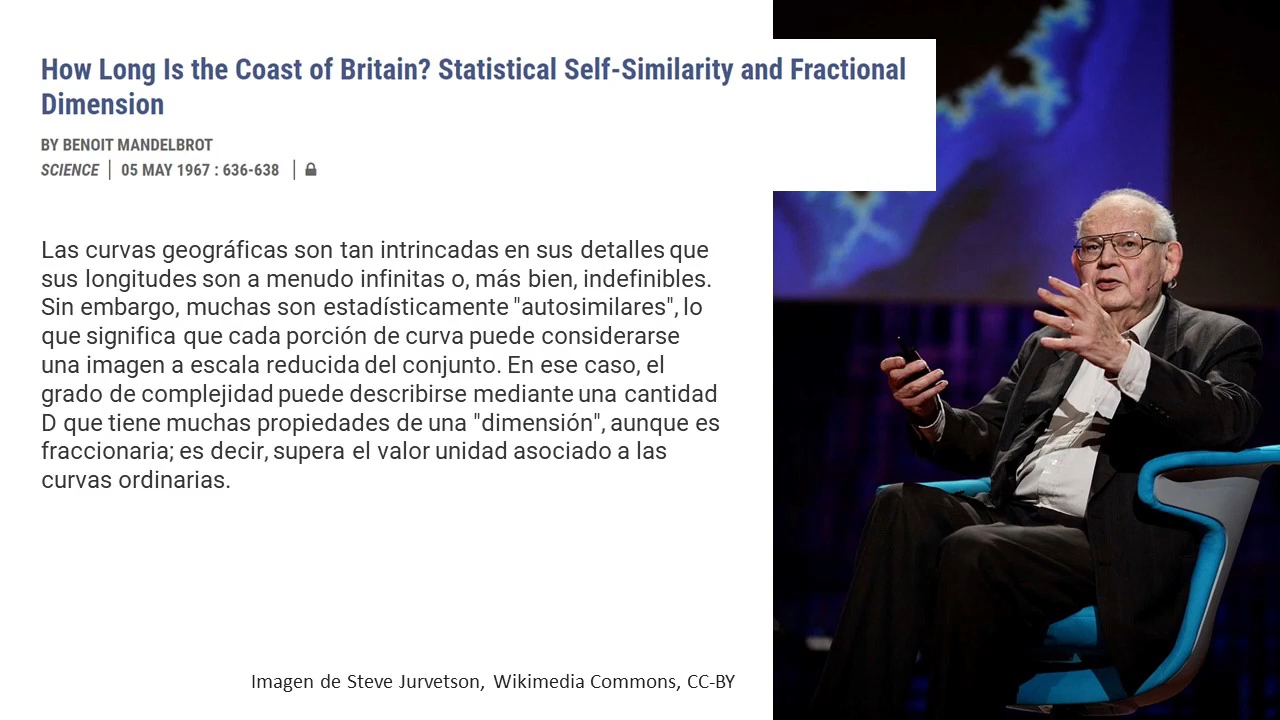 How Long Is the Coast of Britain? Statistical Self-Similarity and Fractional
Dimension
BY BENOIT MANDELBROT
SCIENCE | 05 MAY 1967 : 636-638 |
Las curvas geográficas son tan intrincadas en sus detalles que
sus longitudes son a menudo infinitas o, más bien, indefinibles.
Sin embargo, muchas son estadísticamente "autosimilares", lo
que significa que cada porción de curva puede considerarse
una imagen a escala reducida del conjunto. En ese caso, el
grado de complejidad puede describirse mediante una cantidad
D que tiene muchas propiedades de una "dimensión", aunque es
fraccionaria; es decir, supera el valor unidad asociado a las
curvas ordinarias.
Imagen de Steve Jurvetson, Wikimedia Commons, CC-BY